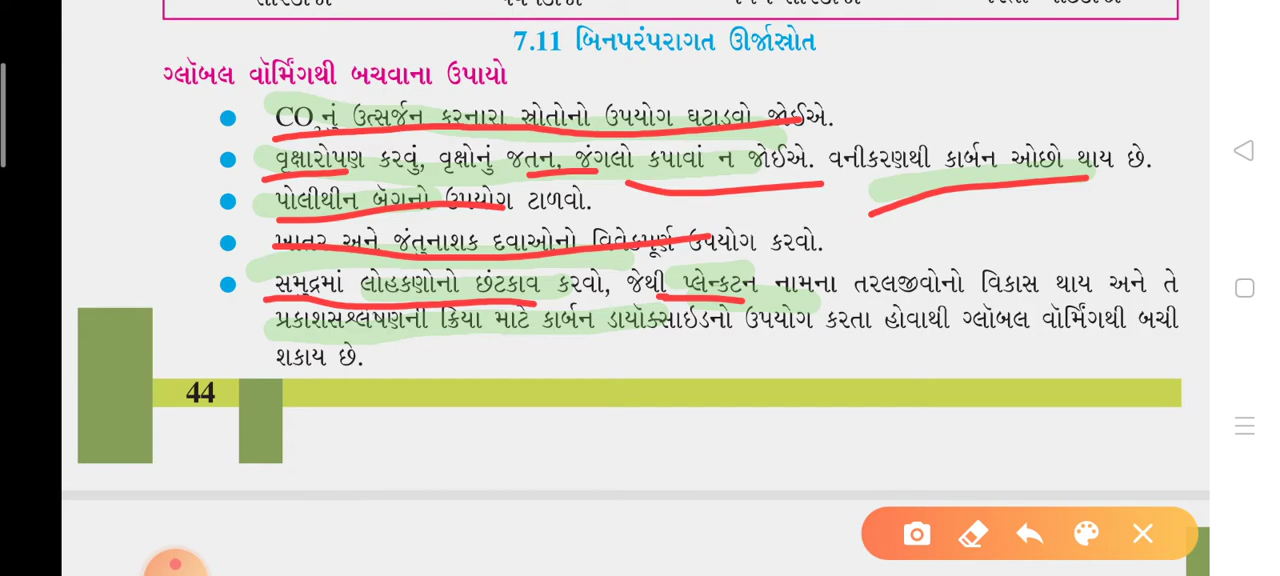 7.11 બિનપરંપરાગત ઊર્જાસ્રોત
ગ્લૉબલ વૉર્મિંગથી બચવાના ઉપાયો
CO2નું ઉત્સર્જન કરનારા સ્રોતોનો ઉપયોગ ઘટાડવો જોઈએ.
વૃક્ષારોપણ કરવું, વૃક્ષોનું જતન, જંગલો કપાવાં ન જોઈએ. વનીકરણથી કાર્બન ઓછો થાય છે.
પોલીથીન બૅગનો ઉપયોગ ટાળવો.
ખાતર અને જંતુનાશક દવાઓનો વિવેકપૂર્ણ ઉપયોગ કરવો.
સમુદ્રમાં લોહકણોનો છંટકાવ કરવો, જેથી પ્લેન્કટન નામના તરલજીવોનો વિકાસ થાય અને તે
પ્રકાશસશ્લષણની ક્રિયા માટે કાર્બન ડાયૉક્સાઇડનો ઉપયોગ કરતા હોવાથી ગ્લૉબલ વૉર્મિંગથી બચી
શકાય છે.
44